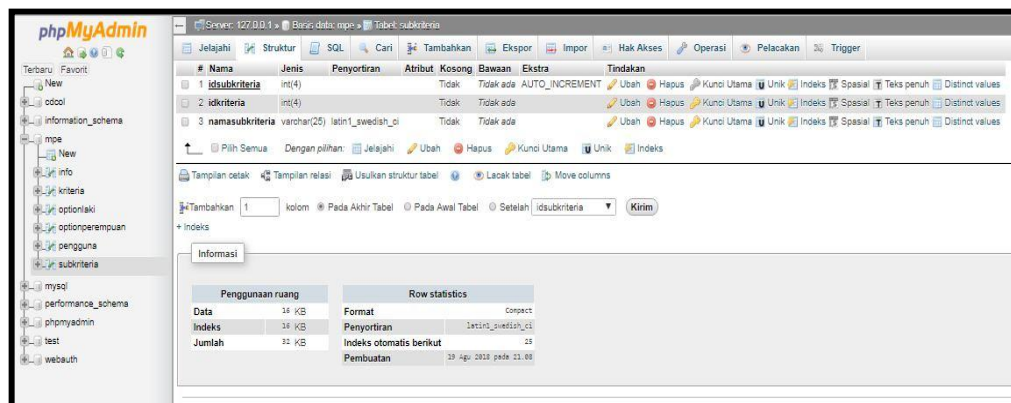 phpMyAdmin
Terbaru Favorit
New
cdcol
information_schema
mpe
New
info
kriteria
optionlaki
optionperempuan
pengguna
subkriteria
mysql
performance_schema
phpmyadmin
test
webauth
Server: 127.0.0.1 » Basis data: mpe » Tabel: subkriteria
Jelajahi Struktur SQL Cari Tambahkan Ekspor Impor Hak Akses Operasi Pelacakan Trigger
# Nama Jenis Penyortiran Atribut Kosong Bawaan Ekstra Tindakan
1 idsubkriteria int(4) Tidak Tidak ada AUTO_INCREMENT Ubah Hapus Kunci Utama Unik Indeks Spasial Teks penuh Distinct values
2 idkriteria int(4) Tidak Tidak ada Ubah Hapus Kunci Utama Unik Indeks Spasial Teks penuh Distinct values
3 namasubkriteria varchar(25) latin1_swedish_ci Tidak Tidak ada Ubah Hapus Kunci Utama Unik Indeks Spasial Teks penuh Distinct values
Pilih Semua Dengan pilihan: Jelajahi Ubah Hapus Kunci Utama Unik Indeks
Tampilan cetak Tampilan relasi Usulkan struktur tabel Lacak tabel Move columns
Tambahkan 1 kolom Pada Akhir Tabel Pada Awal Tabel Setelah idsubkriteria Kirim
+ Indeks
Informasi
Penggunaan ruang
Data 16 KB
Indeks 16 KB
Jumlah 32 KB
Row statistics
Format Compact
Penyortiran latin1_swedish_ci
Indeks otomatis berikut 25
Pembuatan 19 Agu 2018 pada 21.08